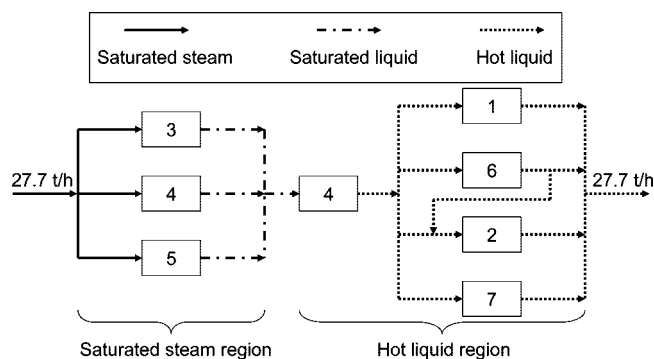 Saturated steam Saturated liquid Hot liquid
1
3
27.7 t/h 6 27.7 t/h
4 4
2
5
7
Saturated steam region Hot liquid region